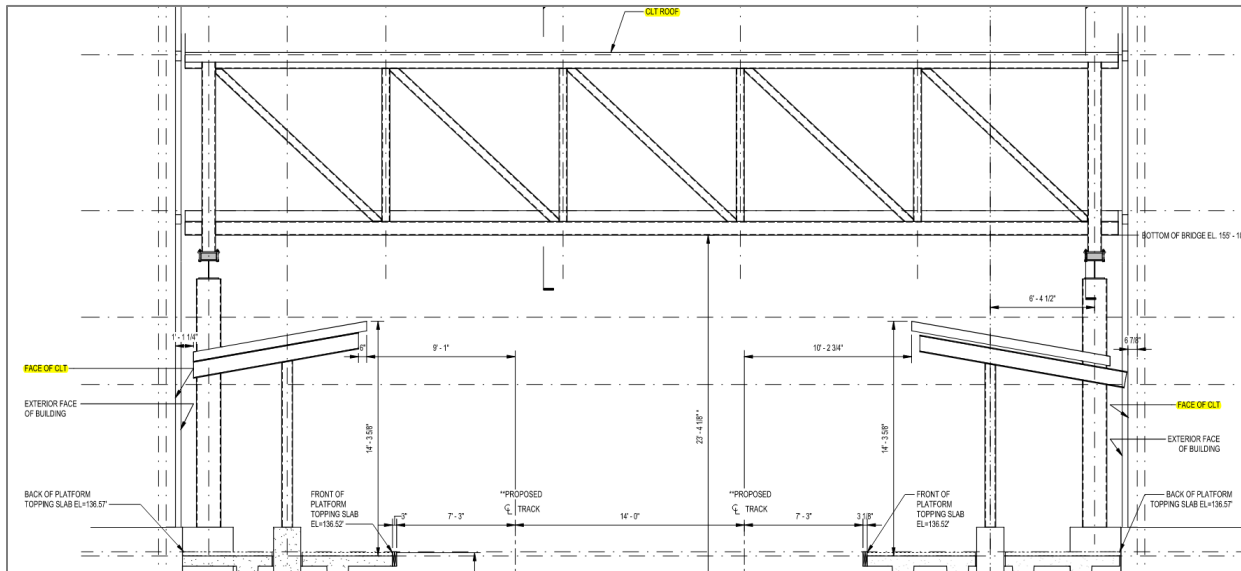 CLT ROOF
BOTTOM OF BRIDGE EL. 155' - 10
6' - 4 1/2"
1' - 1 1/4"
6"
9' - 1"
10' - 2 3/4"
6 7/8"
FACE OF CLT
EXTERIOR FACE
OF BUILDING
14' - 3 5/8"
23' - 4 1/8" *
14' - 3 5/8"
FACE OF CLT
EXTERIOR FACE
OF BUILDING
BACK OF PLATFORM
TOPPING SLAB EL=136.57'
FRONT OF
PLATFORM
TOPPING SLAB
EL=136.52'
3"
7' - 3"
**PROPOSED
CL TRACK
14' - 0"
**PROPOSED
CL TRACK
7' - 3"
3 1/8"
FRONT OF
PLATFORM
TOPPING SLAB
EL=136.52'
BACK OF PLATFORM
TOPPING SLAB EL=136.57'